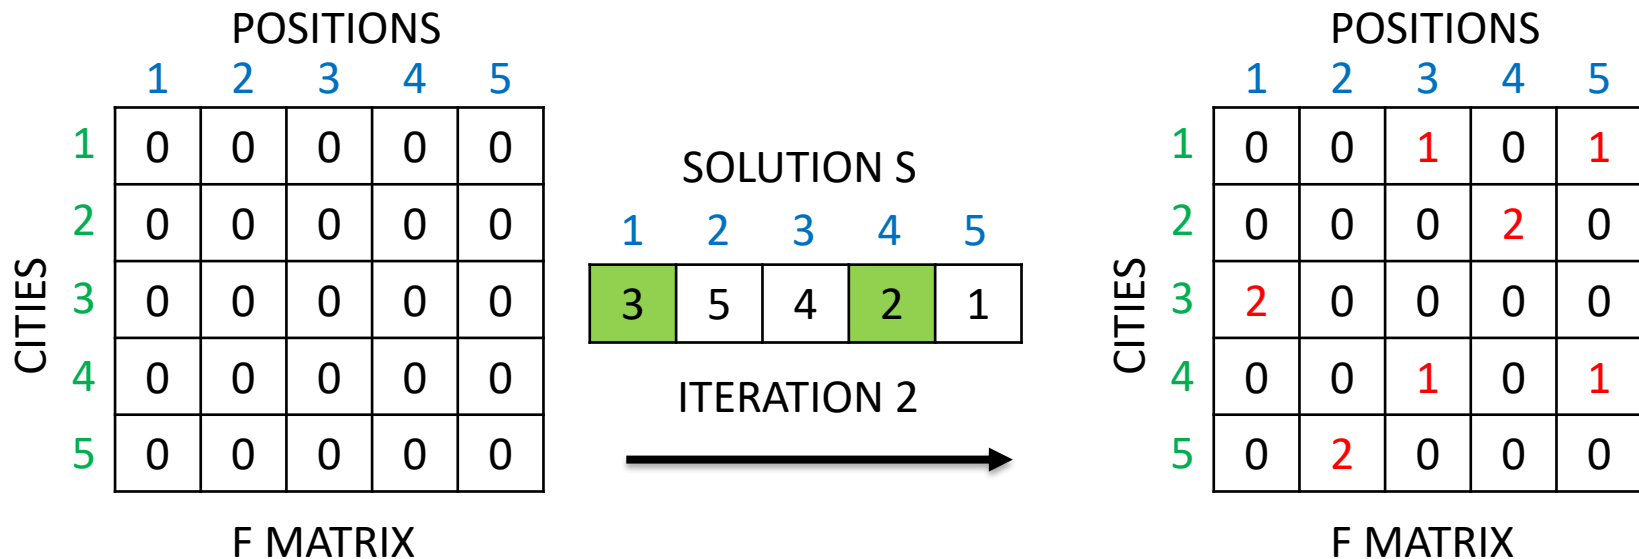 POSITIONS
1 2 3 4 5
CITIES
1 0 0 0 0 0
2 0 0 0 0 0
3 0 0 0 0 0
4 0 0 0 0 0
5 0 0 0 0 0
F MATRIX
SOLUTION S
1 2 3 4 5
3 5 4 2 1
ITERATION 2
POSITIONS
1 2 3 4 5
CITIES
1 0 0 1 0 1
2 0 0 0 2 0
3 2 0 0 0 0
4 0 0 1 0 1
5 0 2 0 0 0
F MATRIX